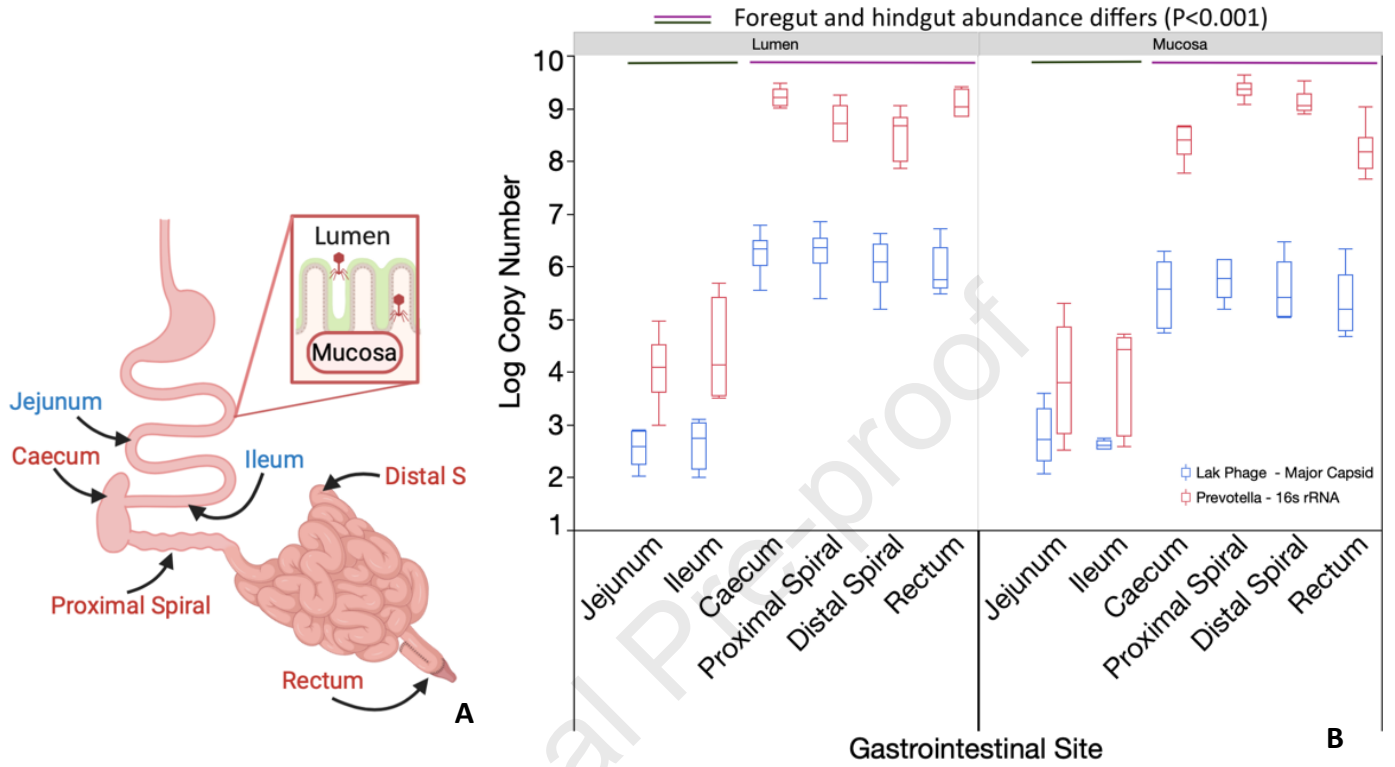 Foregut and hindgut abundance differs (P<0.001)
Lumen
Mucosa
10
9
8
7
6
5
4
3
2
1
Log Copy Number
Lak Phage - Major Capsid
Prevotella - 16s rRNA
Jejunum
Ileum
Caecum
Proximal Spiral
Distal Spiral
Rectum
Jejunum
Ileum
Caecum
Proximal Spiral
Distal Spiral
Rectum
Gastrointestinal Site
B
Lumen
Mucosa
Jejunum
Caecum
Ileum
Distal S
Proximal Spiral
Rectum
A
al Pre-proof